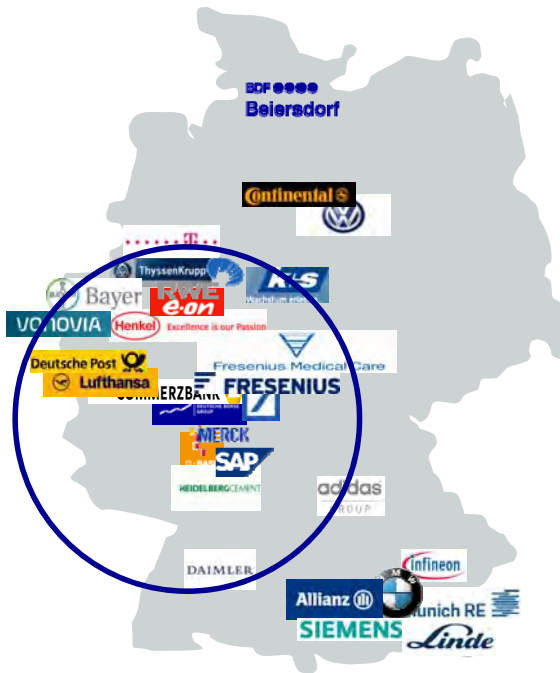 BDF
Beiersdorf
Continental
VW
T
ThyssenKrupp
K+S
Wachstum erleben
Bayer
RWE
e·on
VONOVIA
Henkel
Excellence is our Passion
Fresenius Medical Care
Deutsche Post
Lufthansa
COMMERZBANK
FRESENIUS
DEUTSCHE BÖRSE
GROUP
MERCK
SAP
HEIDELBERGCEMENT
adidas
GROUP
DAIMLER
infineon
BMW
Allianz
Munich RE
SIEMENS
Linde